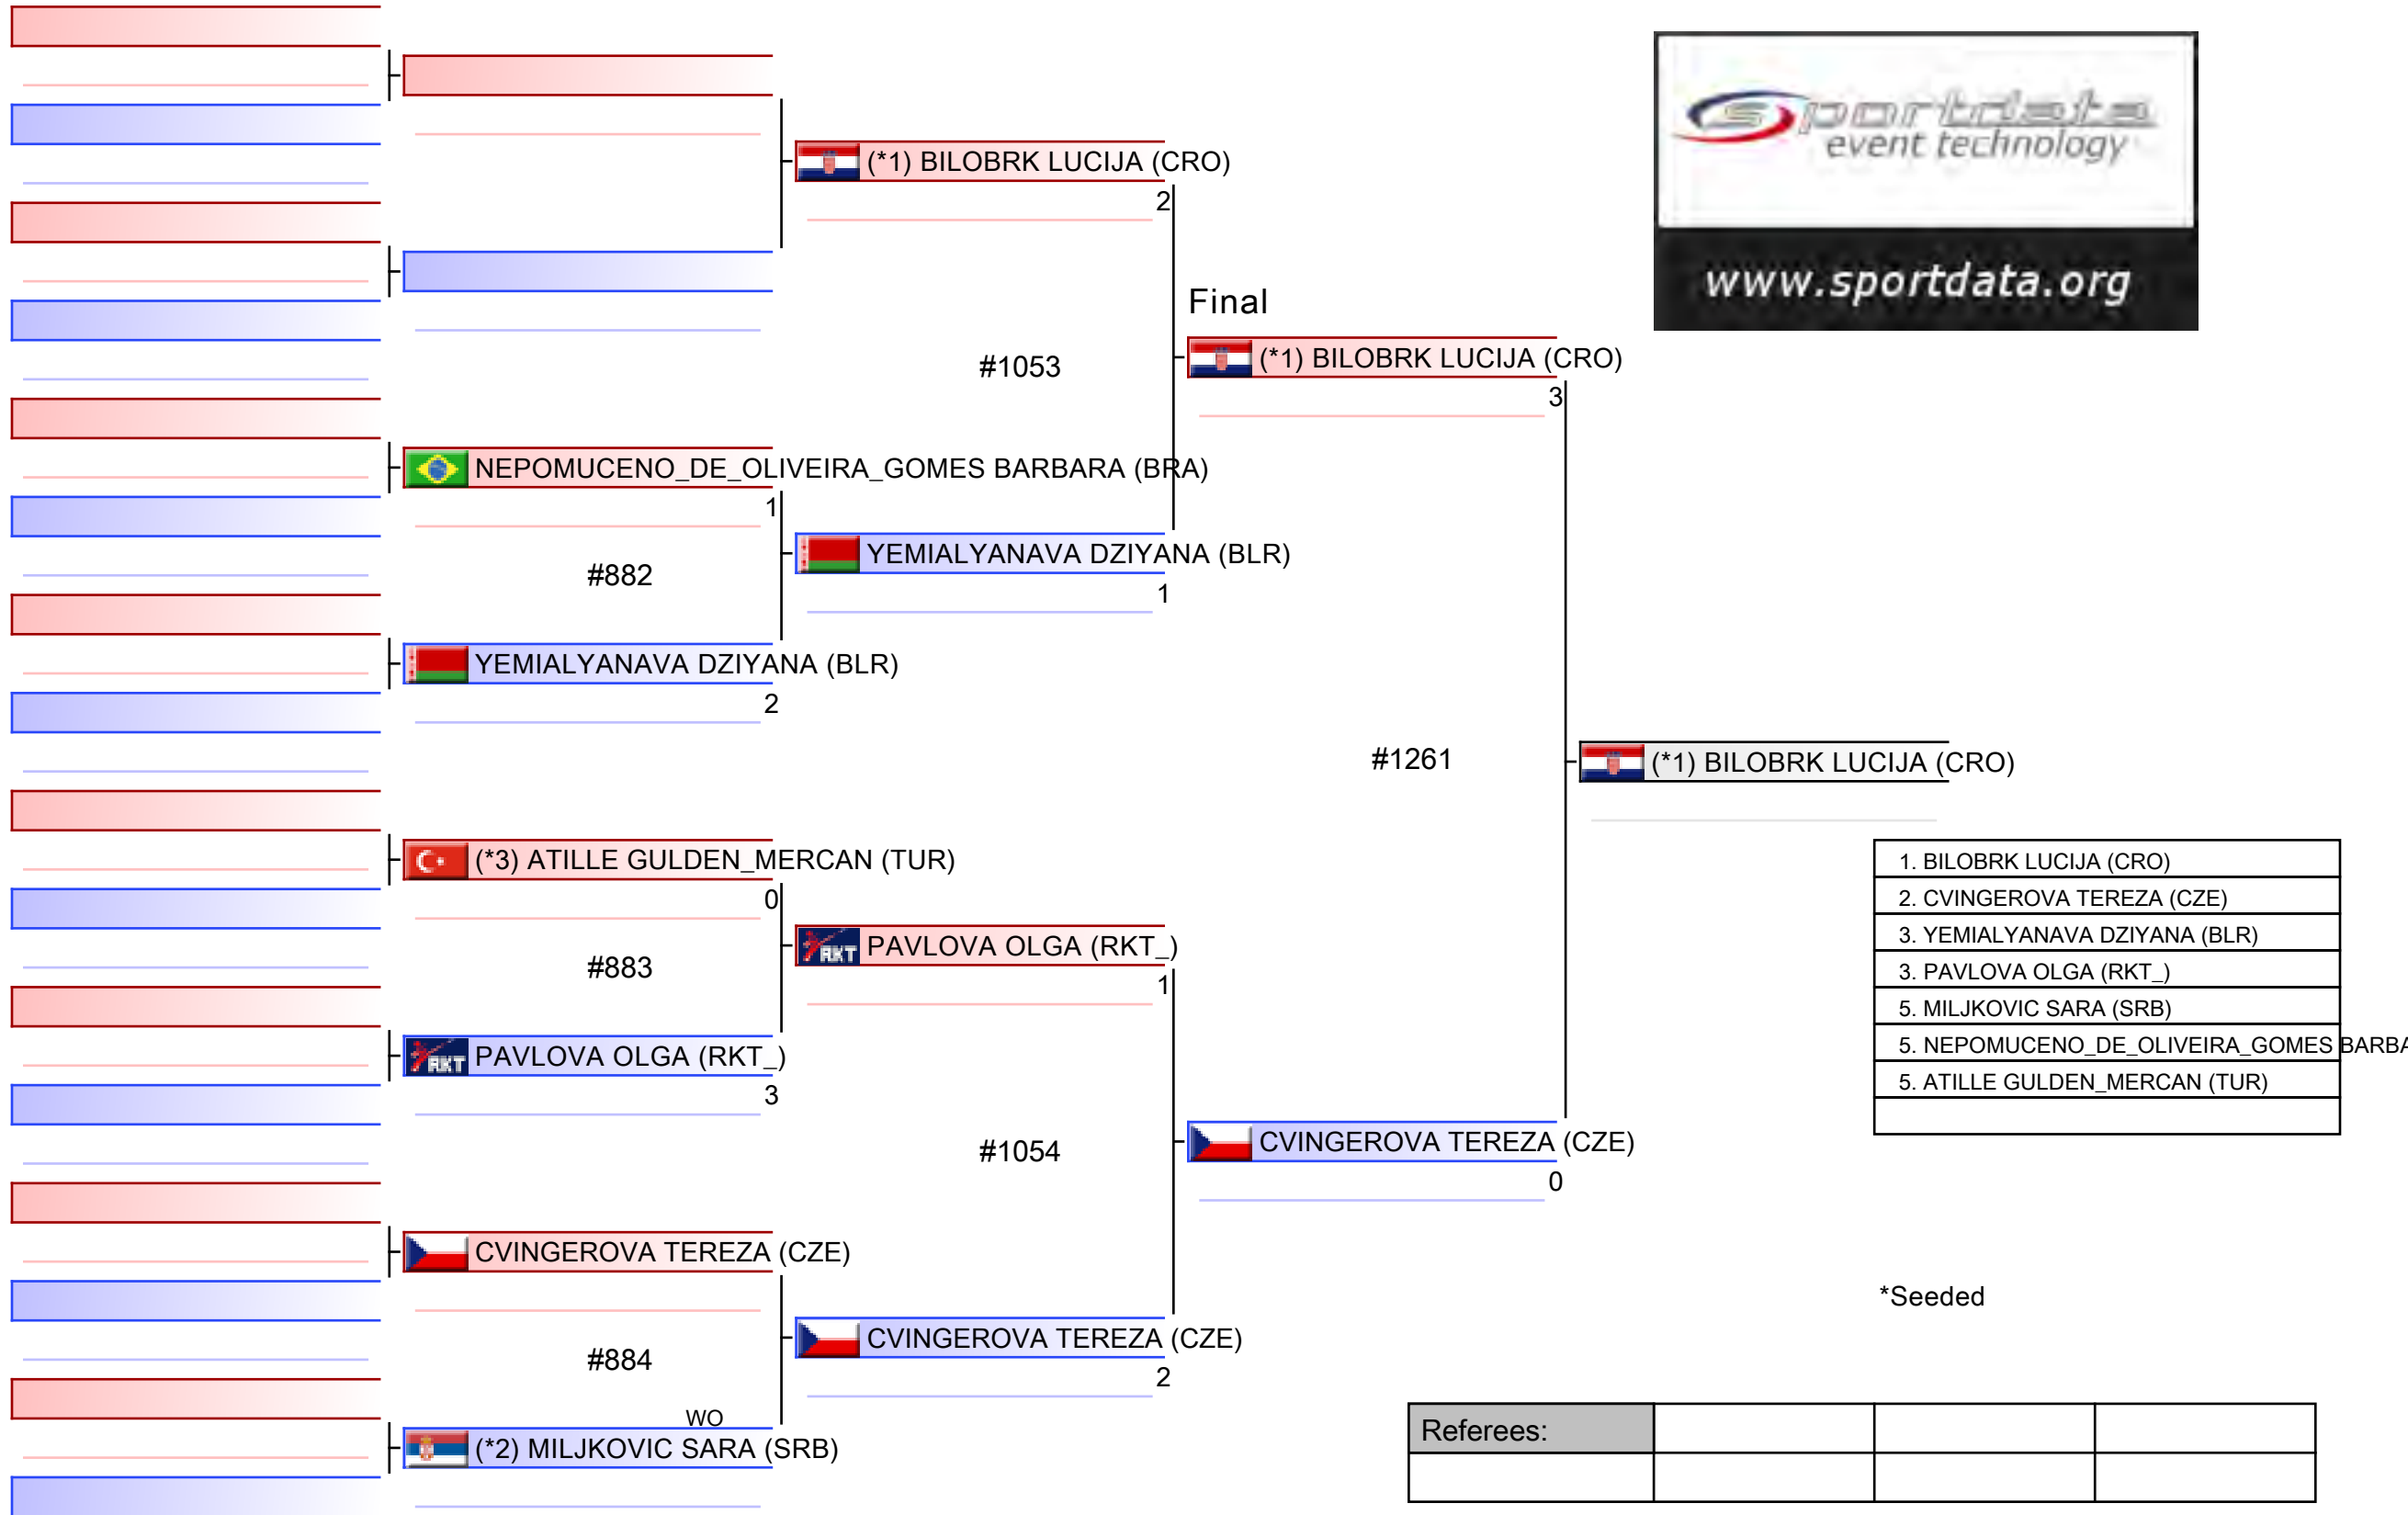 sportdata
event technology
www.sportdata.org
(*1) BILOBRK LUCIJA (CRO)
2
Final
#1053
(*1) BILOBRK LUCIJA (CRO)
3
NEPOMUCENO_DE_OLIVEIRA_GOMES BARBARA (BRA)
1
#882
YEMIALYANAVA DZIYANA (BLR)
1
YEMIALYANAVA DZIYANA (BLR)
2
#1261
(*1) BILOBRK LUCIJA (CRO)
(*3) ATILLE GULDEN_MERCAN (TUR)
0
#883
PAVLOVA OLGA (RKT_)
1
RKT
RKT
PAVLOVA OLGA (RKT_)
3
1. BILOBRK LUCIJA (CRO)
2. CVINGEROVA TEREZA (CZE)
3. YEMIALYANAVA DZIYANA (BLR)
3. PAVLOVA OLGA (RKT_)
5. MILJKOVIC SARA (SRB)
5. NEPOMUCENO_DE_OLIVEIRA_GOMES BARBA
5. ATILLE GULDEN_MERCAN (TUR)
#1054
CVINGEROVA TEREZA (CZE)
0
CVINGEROVA TEREZA (CZE)
#884
CVINGEROVA TEREZA (CZE)
2
WO
(*2) MILJKOVIC SARA (SRB)
*Seeded
Referees: